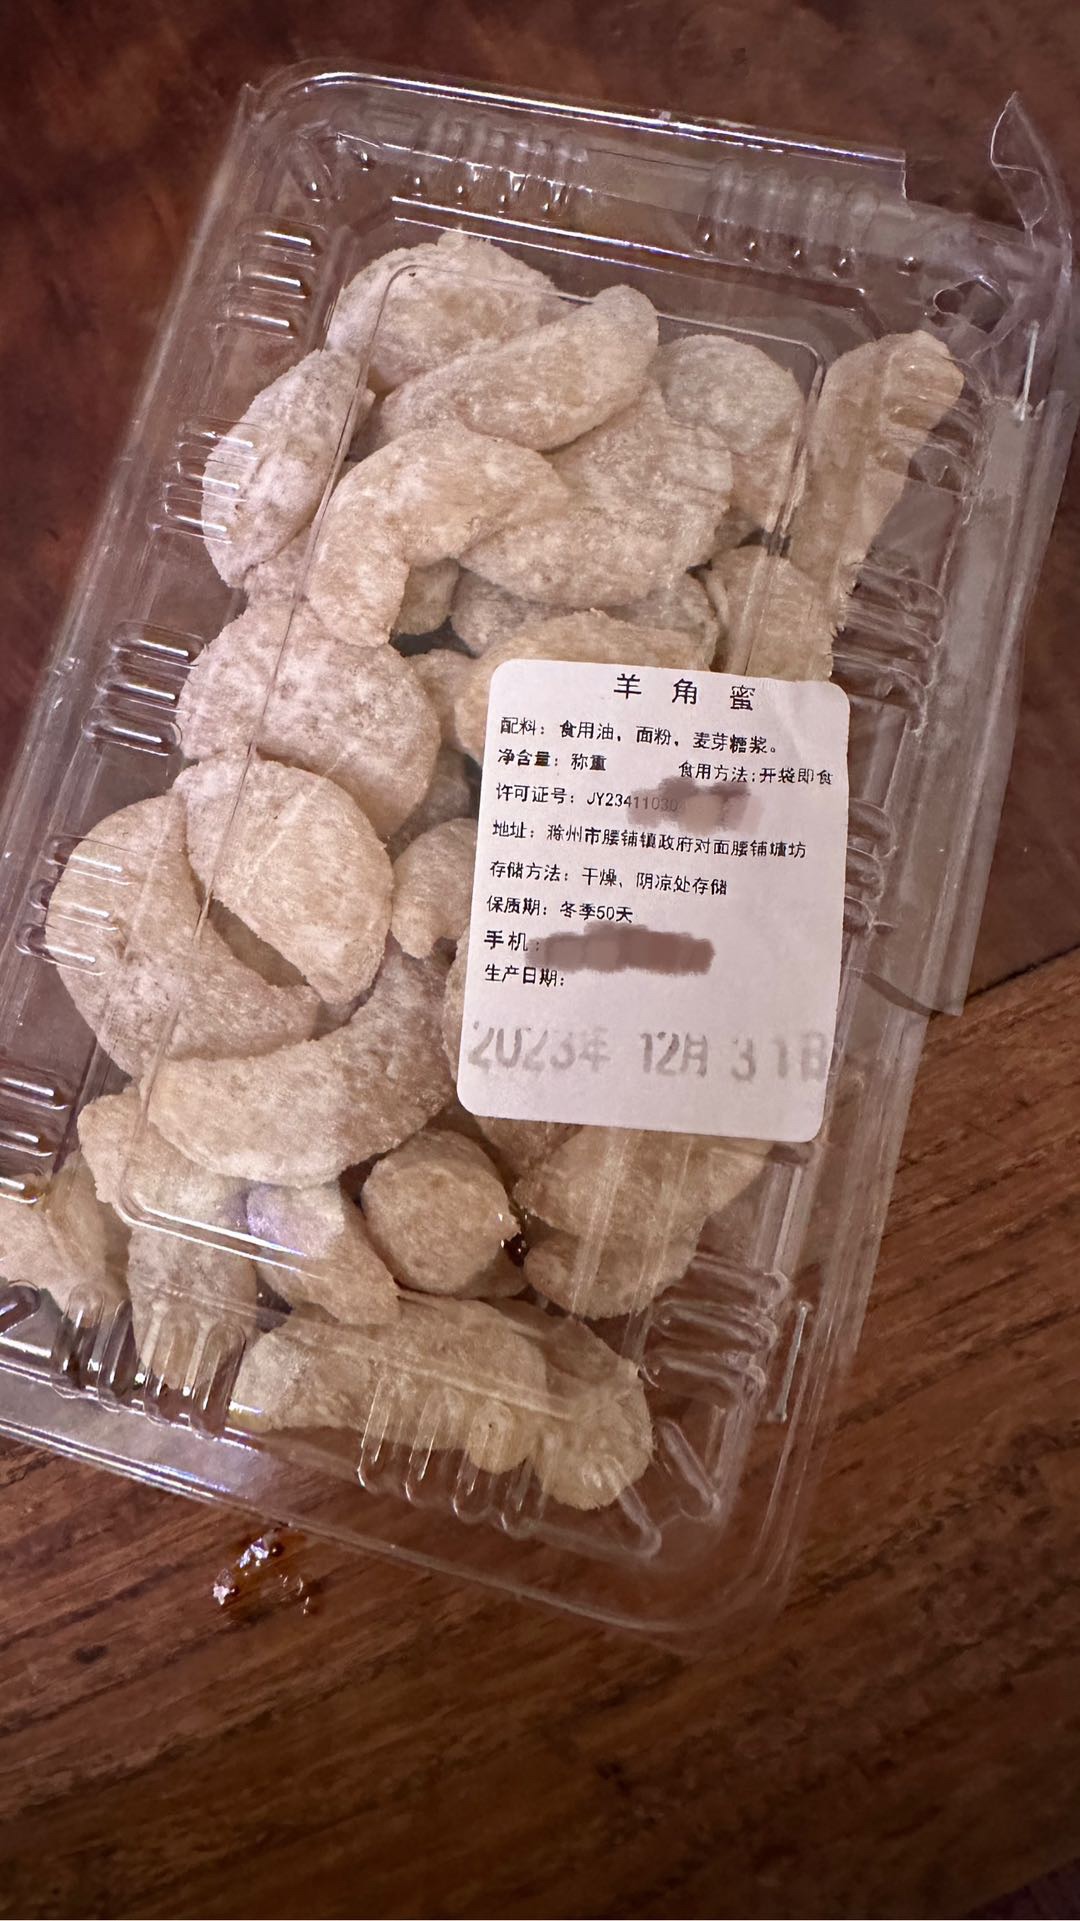 羊角蜜
配料：食用油，面粉，麦芽糖浆。
净含量：称重 食用方法：开袋即食
许可证号：JY234110304
地址：滁州市腰铺镇政府对面腰铺糖坊
存储方法：干燥、阴凉处存储
保质期：冬季50天
手机：
生产日期：
2023年 12月 31日